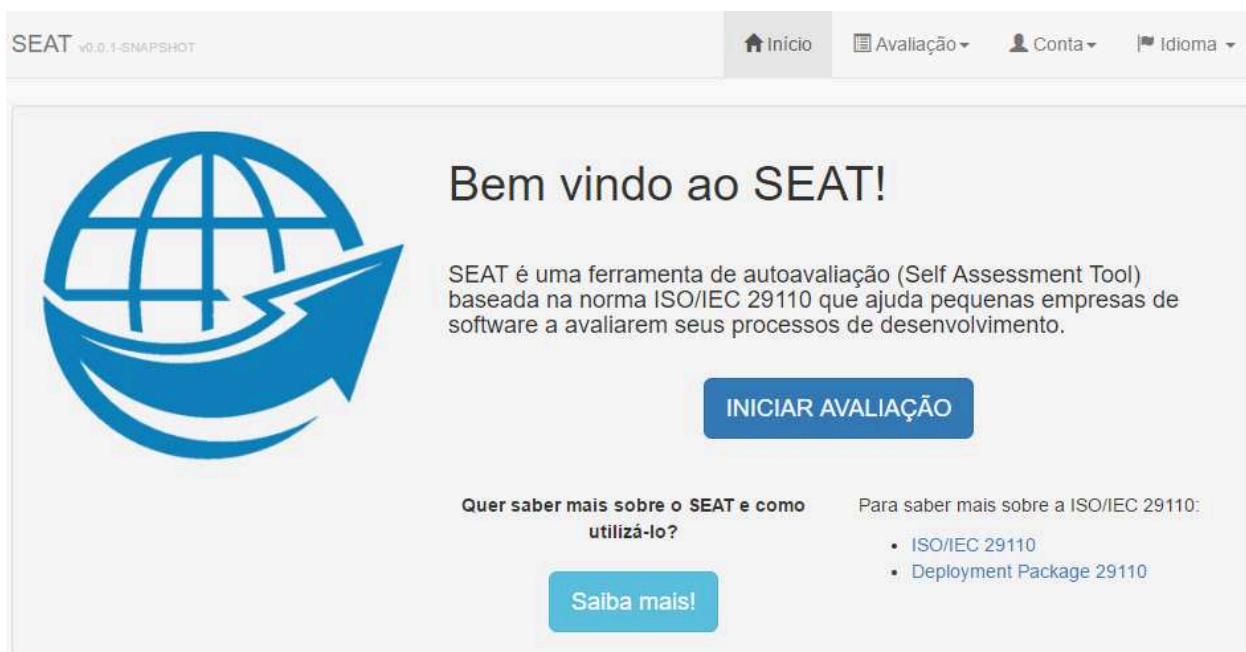 SEAT v0.0.1-SNAPSHOT
Início
Avaliação
Conta
Idioma
Bem vindo ao SEAT!
SEAT é uma ferramenta de autoavaliação (Self Assessment Tool)
baseada na norma ISO/IEC 29110 que ajuda pequenas empresas de
software a avaliarem seus processos de desenvolvimento.
INICIAR AVALIAÇÃO
Quer saber mais sobre o SEAT e como
utilizá-lo?
Saiba mais!
Para saber mais sobre a ISO/IEC 29110:
ISO/IEC 29110
Deployment Package 29110